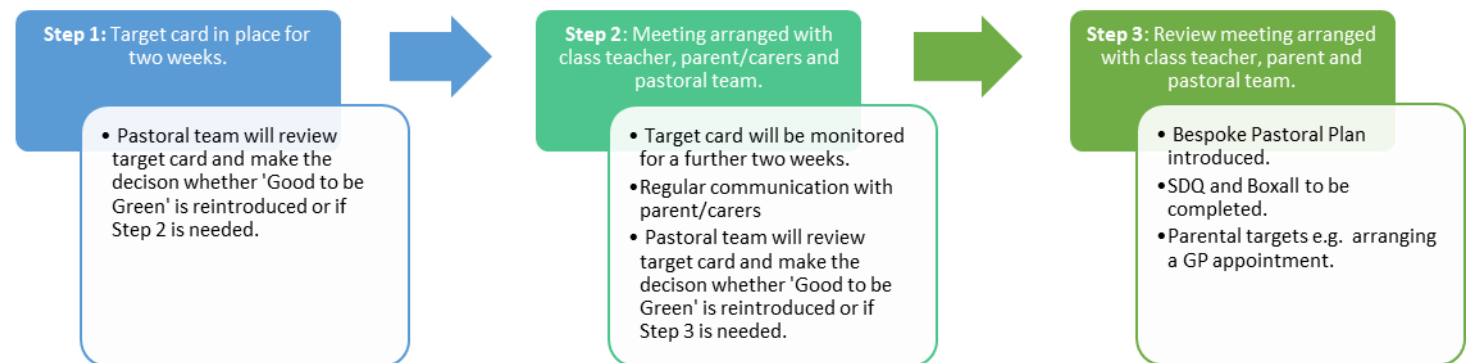 Step 1: Target card in place for
two weeks.
• Pastoral team will review
target card and make the
decison whether 'Good to be
Green' is reintroduced or if
Step 2 is needed.
Step 2: Meeting arranged with
class teacher, parent/carers and
pastoral team.
• Target card will be monitored
for a further two weeks.
•Regular communication with
parent/carers
• Pastoral team will review
target card and make the
decison whether 'Good to be
Green' is reintroduced or if
Step 3 is needed.
Step 3: Review meeting arranged
with class teacher, parent and
pastoral team.
• Bespoke Pastoral Plan
introduced.
•SDQ and Boxall to be
completed.
•Parental targets e.g. arranging
a GP appointment.